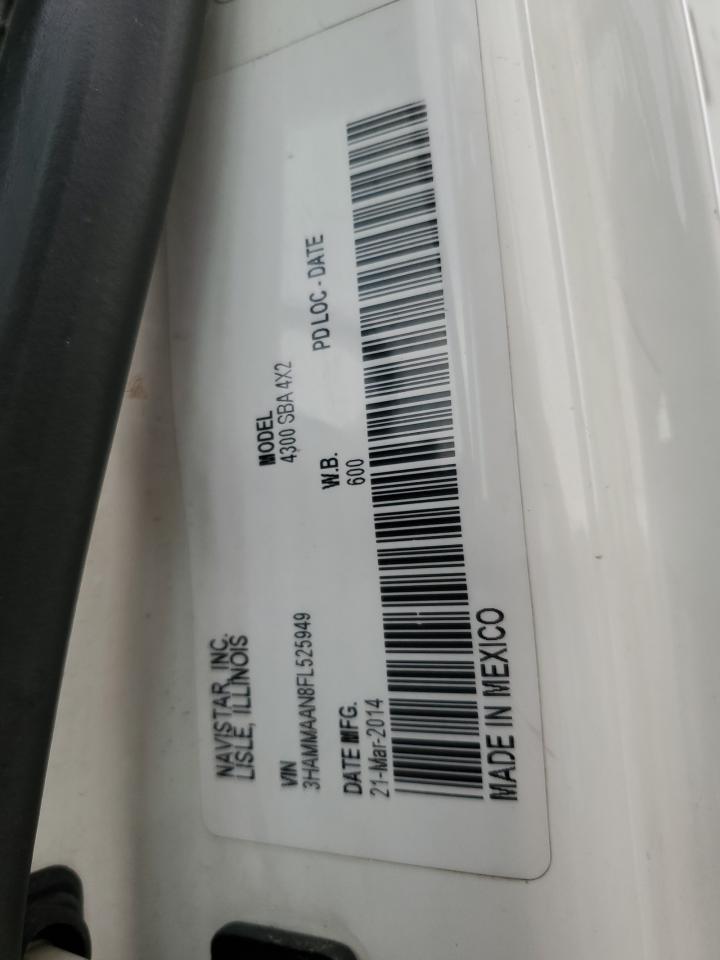 NAVISTAR, INC.
LISLE, ILLINOIS
VIN
3HAMMAAN8FL525949
MODEL
4300 SBA 4X2
DATE MFG.
21-Mar-2014
W.B.
600
PD LOC - DATE
MADE IN MEXICO